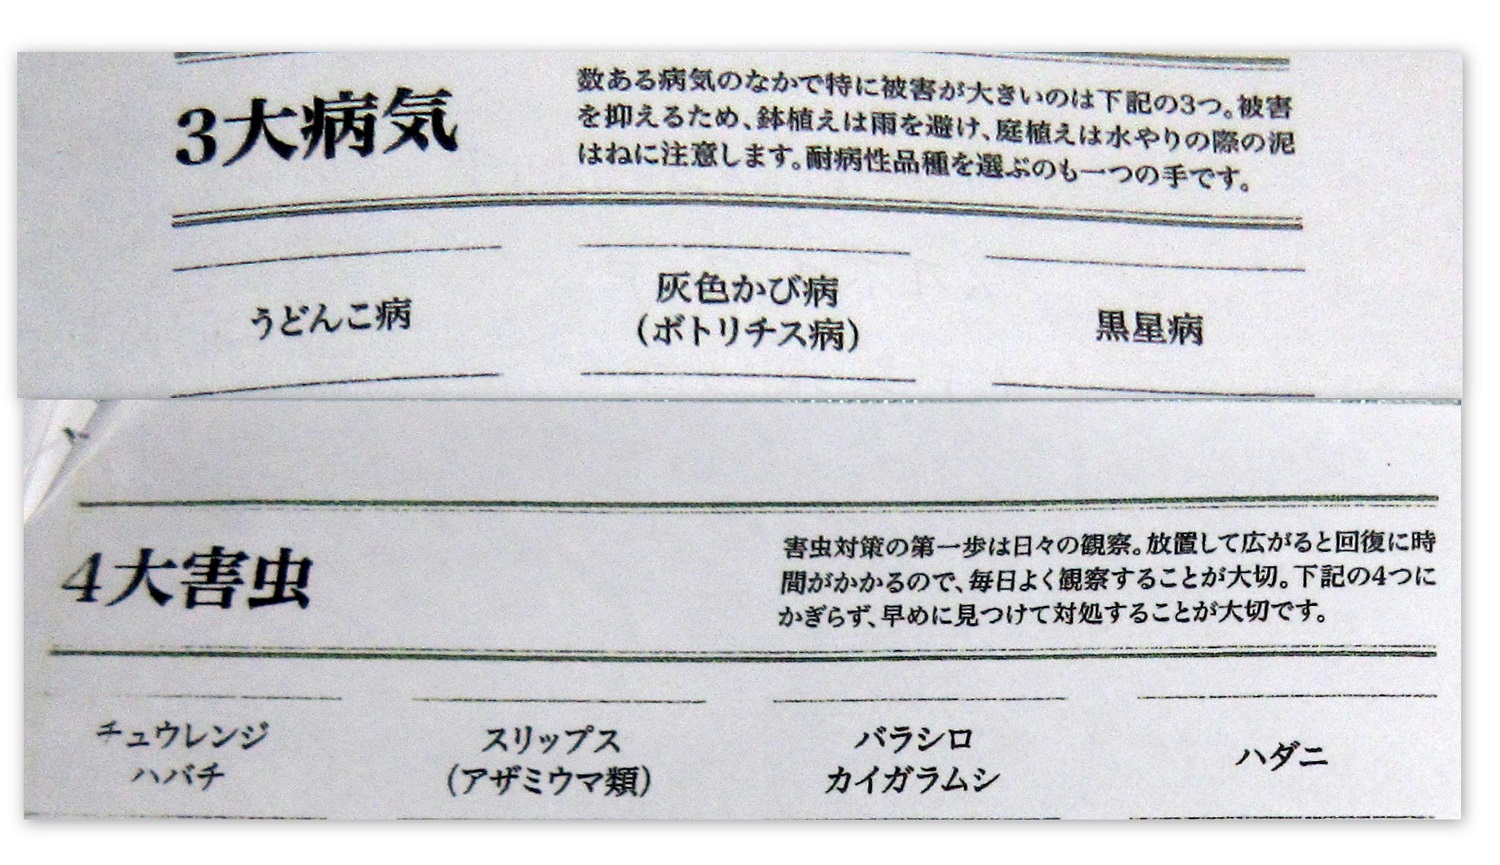 3大病気
数ある病気のなかで特に被害が大きいのは下記の3つ。被害
を抑えるため、鉢植えは雨を避け、庭植えは水やりの際の泥
はねに注意します。耐病性品種を選ぶのも一つの手です。
うどんこ病
灰色かび病
（ボトリチス病）
黒星病
4大害虫
害虫対策の第一歩は日々の観察。放置して広がると回復に時
間がかかるので、毎日よく観察することが大切。下記の4つに
かぎらず、早めに見つけて対処することが大切です。
チュウレンジ
ハバチ
スリップス
（アザミウマ類）
バラシロ
カイガラムシ
ハダニ